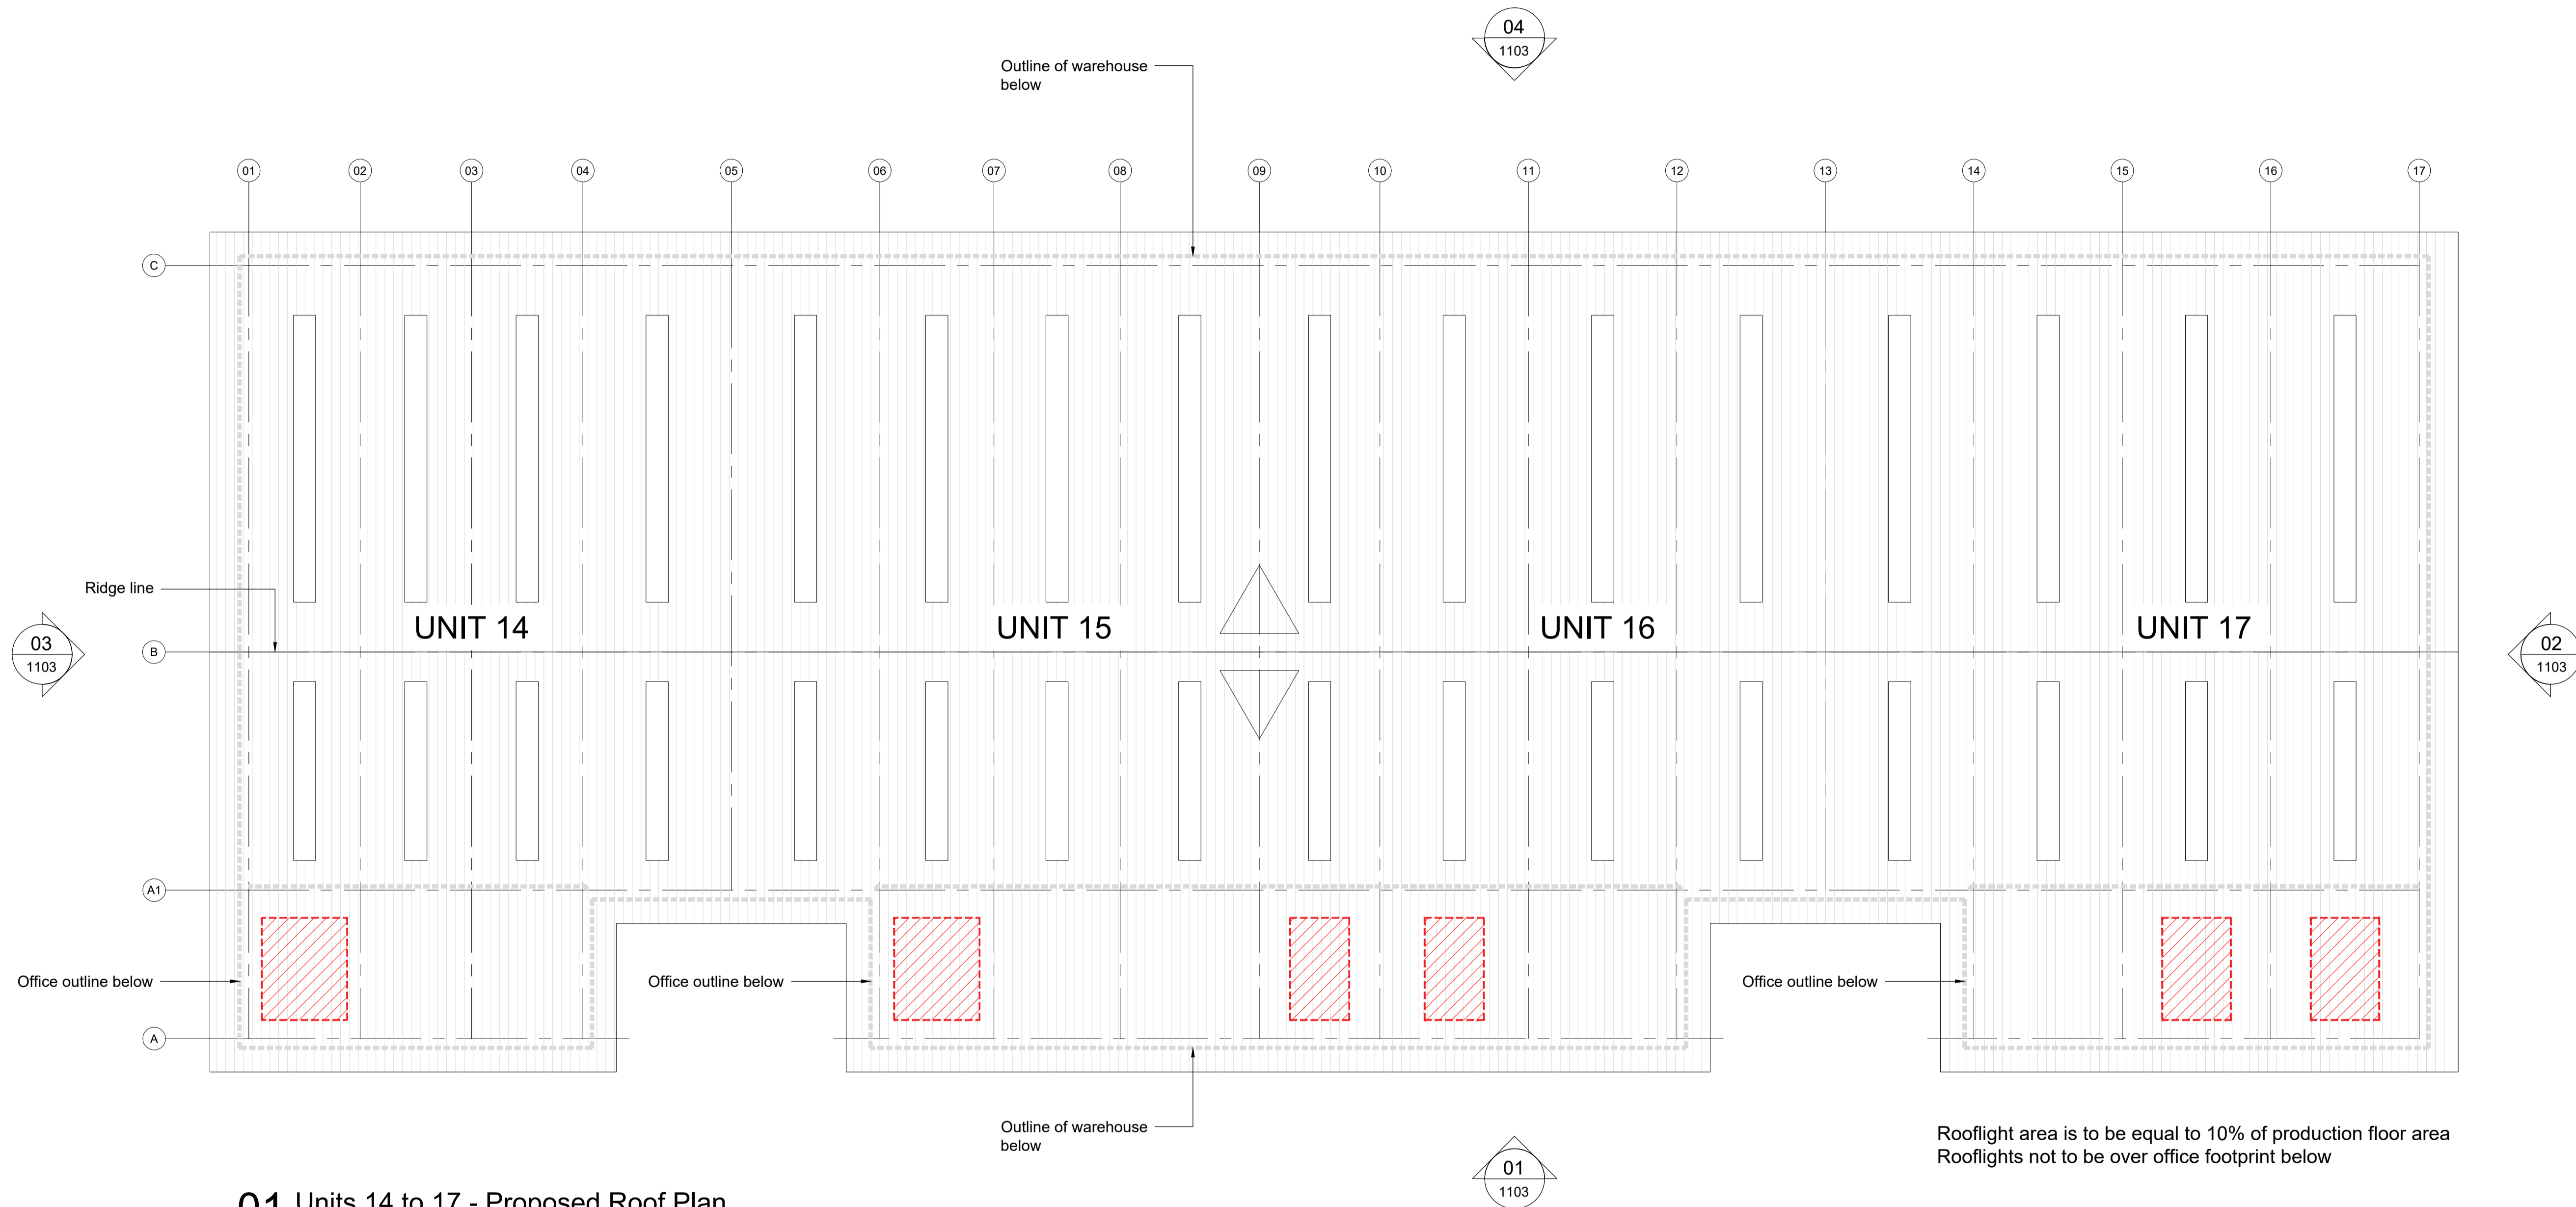 04
1103
Outline of warehouse
below
01
02
03
04
05
06
07
08
09
10
11
12
13
14
15
16
17
C
Ridge line
UNIT 14
UNIT 15
UNIT 16
UNIT 17
03
1103
B
02
1103
A1
Office outline below
Office outline below
Office outline below
A
Outline of warehouse
below
Rooflight area is to be equal to 10% of production floor area
Rooflights not to be over office footprint below
01
1103
01 Units 14 to 17 - Proposed Roof Plan